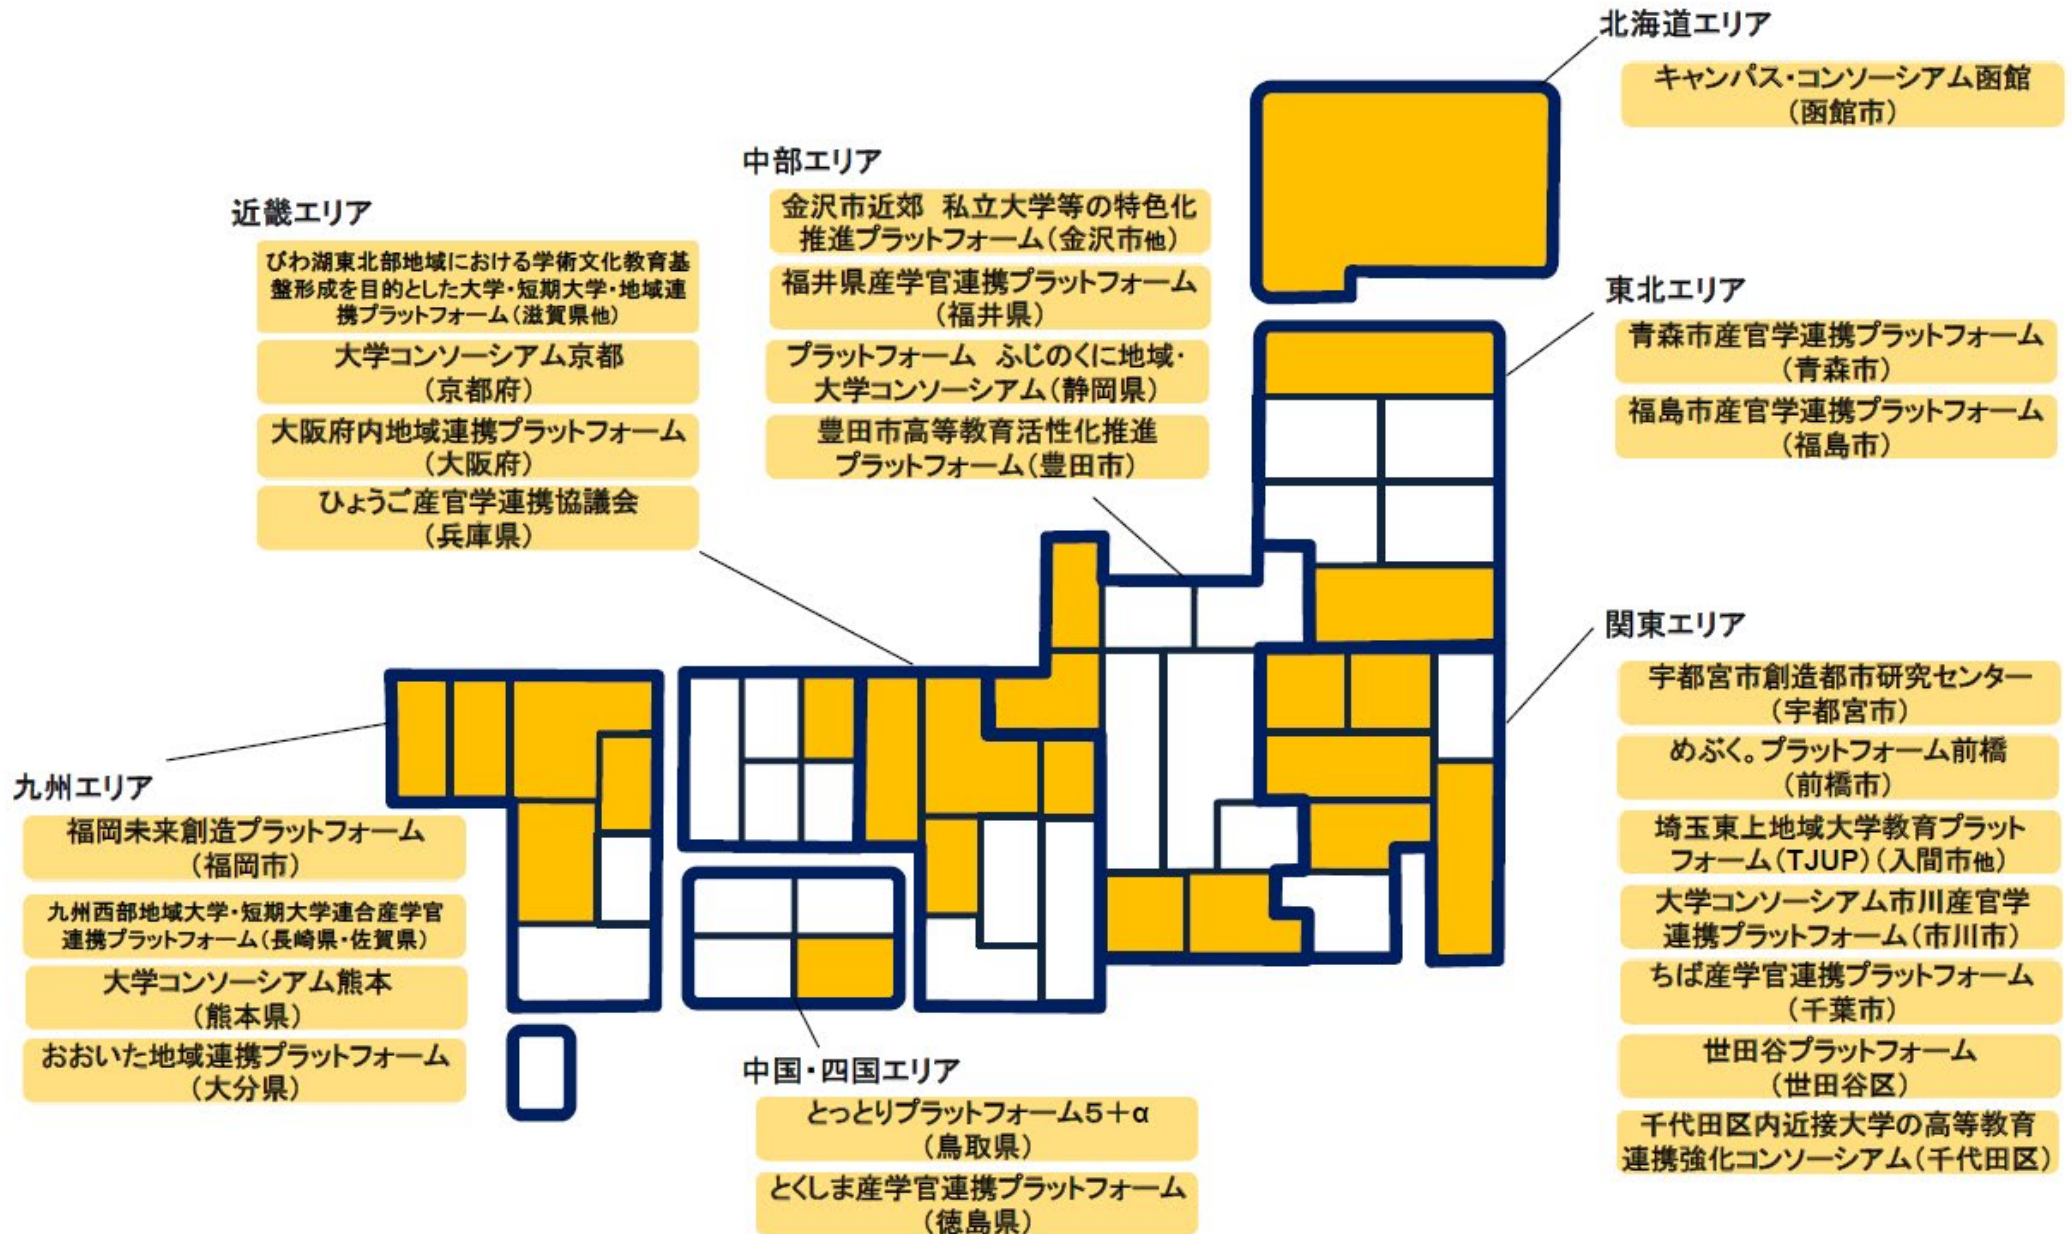 北海道エリア
キャンパス・コンソーシアム函館
（函館市）
東北エリア
青森市産官学連携プラットフォーム
（青森市）
福島市産官学連携プラットフォーム
（福島市）
関東エリア
宇都宮市創造都市研究センター
（宇都宮市）
めぶく。プラットフォーム前橋
（前橋市）
埼玉東上地域大学教育プラット
フォーム（TJUP）（入間市他）
大学コンソーシアム市川産官学
連携プラットフォーム（市川市）
ちば産学官連携プラットフォーム
（千葉市）
世田谷プラットフォーム
（世田谷区）
千代田区内近接大学の高等教育
連携強化コンソーシアム（千代田区）
中部エリア
金沢市近郊　私立大学等の特色化
推進プラットフォーム（金沢市他）
福井県産学官連携プラットフォーム
（福井県）
プラットフォーム　ふじのくに地域・
大学コンソーシアム（静岡県）
豊田市高等教育活性化推進
プラットフォーム（豊田市）
近畿エリア
びわ湖東北部地域における学術文化教育基
盤形成を目的とした大学・短期大学・地域連
携プラットフォーム（滋賀県他）
大学コンソーシアム京都
（京都府）
大阪府内地域連携プラットフォーム
（大阪府）
ひょうご産官学連携協議会
（兵庫県）
中国・四国エリア
とっとりプラットフォーム５＋α
（鳥取県）
とくしま産学官連携プラットフォーム
（徳島県）
九州エリア
福岡未来創造プラットフォーム
（福岡市）
九州西部地域大学・短期大学連合産学官
連携プラットフォーム（長崎県・佐賀県）
大学コンソーシアム熊本
（熊本県）
おおいた地域連携プラットフォーム
（大分県）